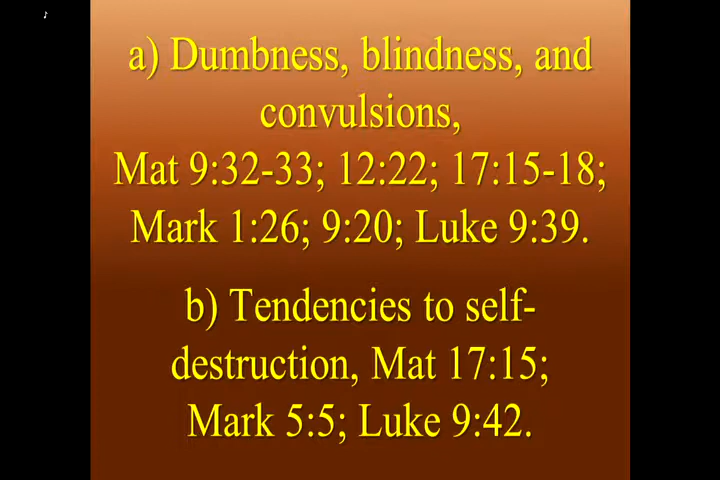 a) Dumbness, blindness, and
convulsions,
Mat 9:32-33; 12:22; 17:15-18;
Mark 1:26; 9:20; Luke 9:39.
b) Tendencies to self-
destruction, Mat 17:15;
Mark 5:5; Luke 9:42.